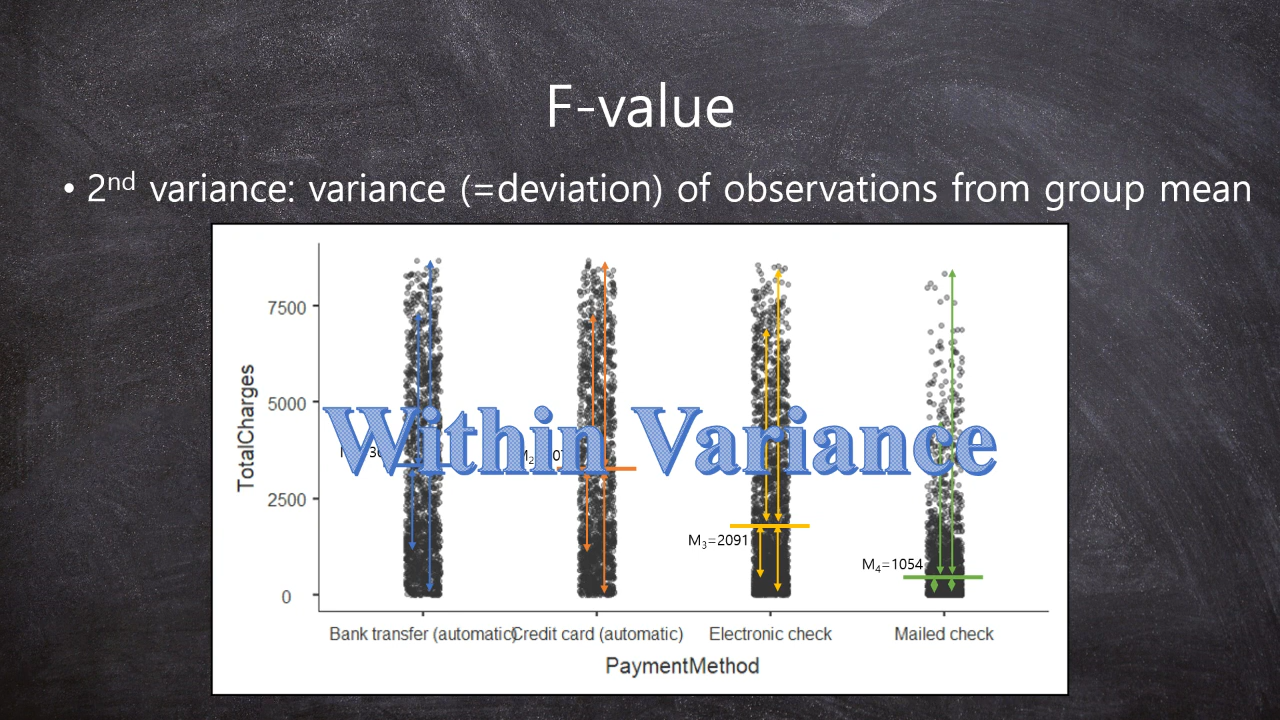 F-value
• 2nd variance: variance (=deviation) of observations from group mean
7500
5000
2500
0
TotalCharges
Within Variance
M3=2091
M4=1054
Bank transfer (automatic)
Credit card (automatic)
Electronic check
Mailed check
PaymentMethod